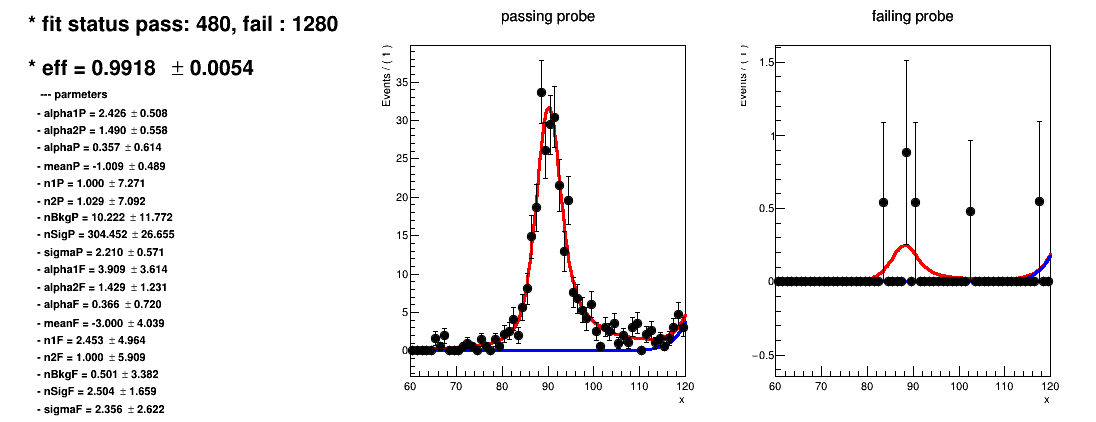 * fit status pass: 480, fail : 1280
* eff = 0.9918 ± 0.0054
--- parmeters
- alpha1P = 2.426 ± 0.508
- alpha2P = 1.490 ± 0.558
- alphaP = 0.357 ± 0.614
- meanP = -1.009 ± 0.489
- n1P = 1.000 ± 7.271
- n2P = 1.029 ± 7.092
- nBkgP = 10.222 ± 11.772
- nSigP = 304.452 ± 26.655
- sigmaP = 2.210 ± 0.571
- alpha1F = 3.909 ± 3.614
- alpha2F = 1.429 ± 1.231
- alphaF = 0.366 ± 0.720
- meanF = -3.000 ± 4.039
- n1F = 2.453 ± 4.964
- n2F = 1.000 ± 5.909
- nBkgF = 0.501 ± 3.382
- nSigF = 2.504 ± 1.659
- sigmaF = 2.356 ± 2.622
passing probe
Events / ( 1 )
35
30
25
20
15
10
5
0
60 70 80 90 100 110 120
x
failing probe
Events / ( 1 )
1.5
1
0.5
0
−0.5
60 70 80 90 100 110 120
x